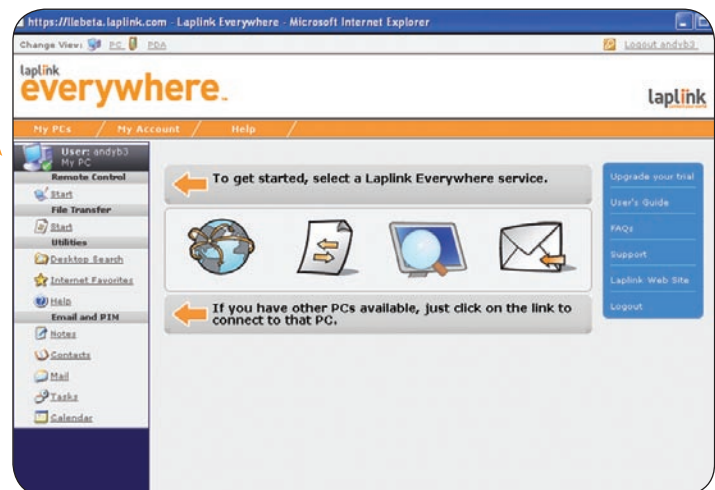 https://llebeta.laplink.com - Laplink Everywhere - Microsoft Internet Explorer
Change View: PC PDA Logout andyb3
laplink
everywhere
laplink
My PCs / My Account / Help /
User: andyb3
My PC
Remote Control
Start
File Transfer
Start
Utilities
Desktop Search
Internet Favorites
Help
Email and PIM
Notes
Contacts
Mail
Tasks
Calendar
To get started, select a Laplink Everywhere service.
If you have other PCs available, just click on the link to
connect to that PC.
Upgrade your trial
User's Guide
FAQs
Support
Laplink Web Site
Logout